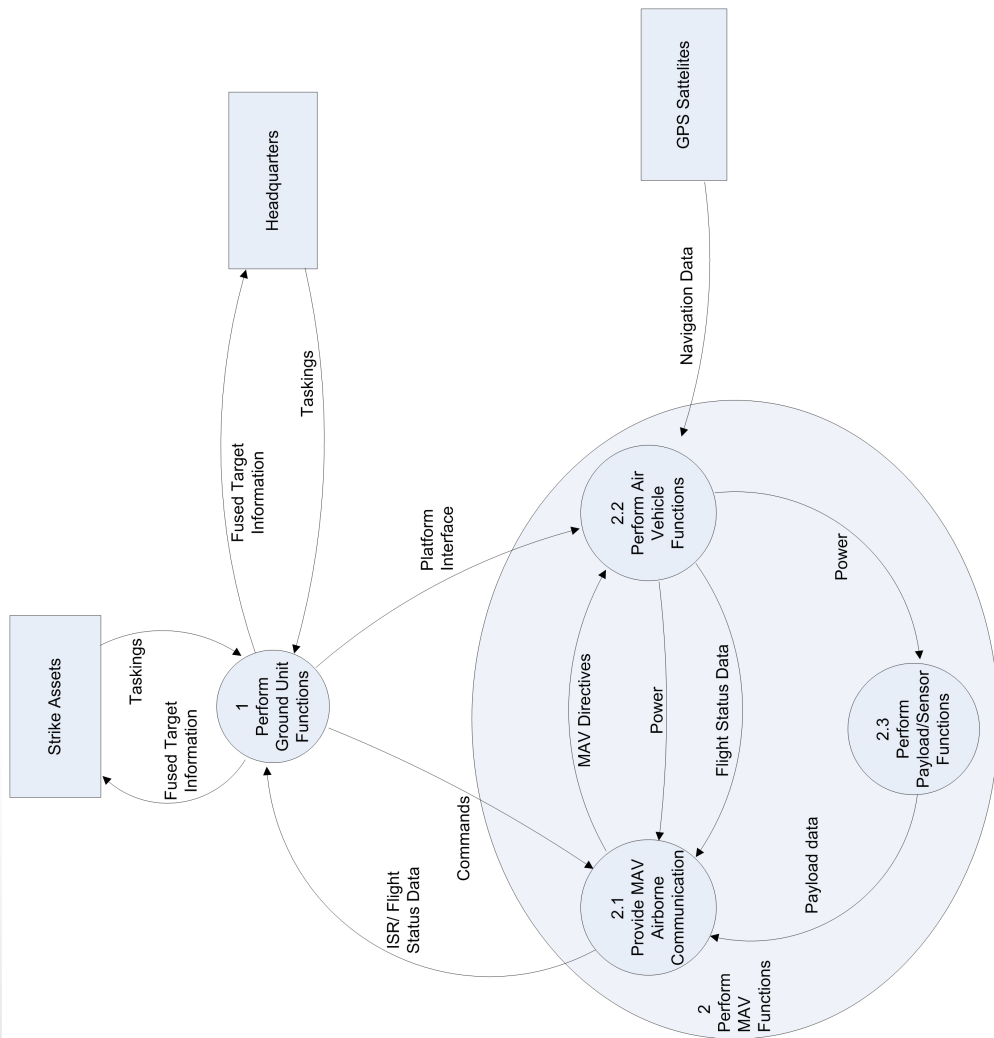 Strike Assets
Taskings
Fused Target
Information
1
Perform
Ground Unit
Functions
Headquarters
Fused Target
Information
Taskings
GPS Sattelites
Navigation Data
Platform
Interface
Commands
ISR/ Flight
Status Data
2.2
Perform Air
Vehicle
Functions
MAV Directives
Power
Flight Status Data
Power
2.1
Provide MAV
Airborne
Communication
2.3
Perform
Payload/Sensor
Functions
Payload data
2
Perform
MAV
Functions